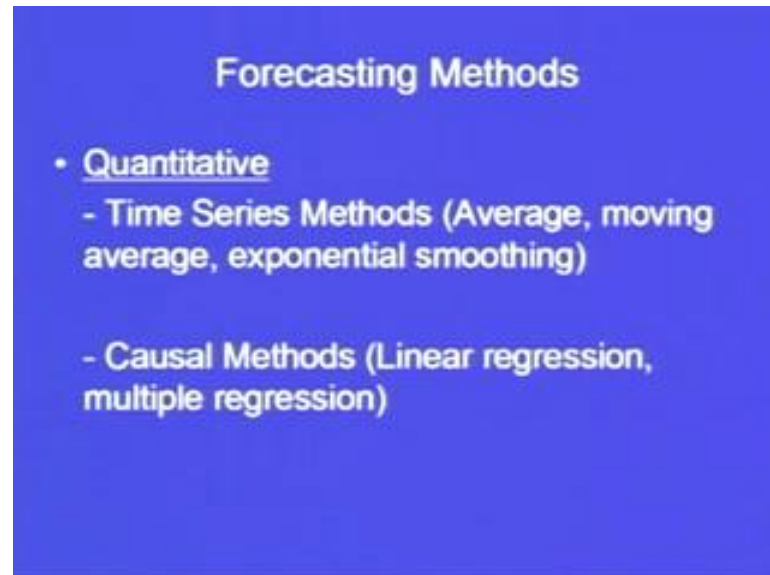 Forecasting Methods
• Quantitative
- Time Series Methods (Average, moving
average, exponential smoothing)
- Causal Methods (Linear regression,
multiple regression)